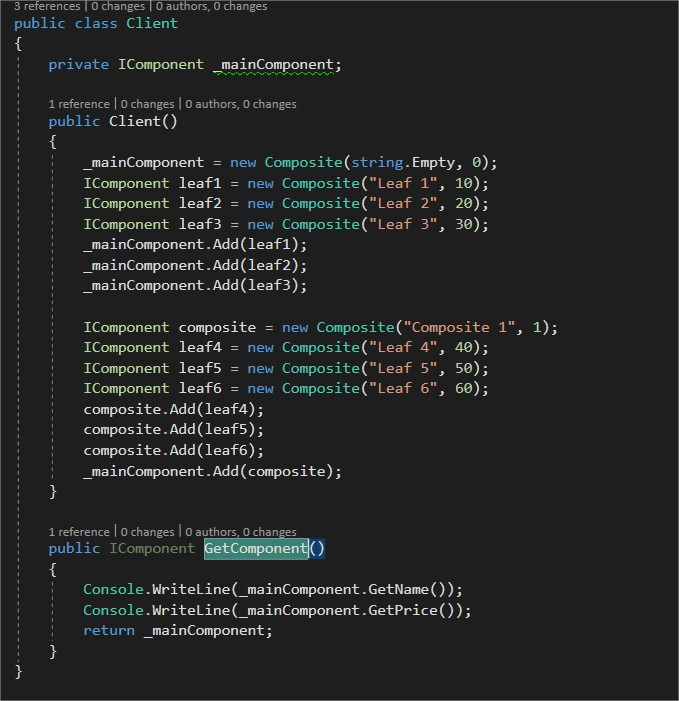 3 references | 0 changes | 0 authors, 0 changes
public class Client
{
    private IComponent _mainComponent;
    1 reference | 0 changes | 0 authors, 0 changes
    public Client()
    {
        _mainComponent = new Composite(string.Empty, 0);
        IComponent leaf1 = new Composite("Leaf 1", 10);
        IComponent leaf2 = new Composite("Leaf 2", 20);
        IComponent leaf3 = new Composite("Leaf 3", 30);
        _mainComponent.Add(leaf1);
        _mainComponent.Add(leaf2);
        _mainComponent.Add(leaf3);
        IComponent composite = new Composite("Composite 1", 1);
        IComponent leaf4 = new Composite("Leaf 4", 40);
        IComponent leaf5 = new Composite("Leaf 5", 50);
        IComponent leaf6 = new Composite("Leaf 6", 60);
        composite.Add(leaf4);
        composite.Add(leaf5);
        composite.Add(leaf6);
        _mainComponent.Add(composite);
    }
    1 reference | 0 changes | 0 authors, 0 changes
    public IComponent GetComponent()
    {
        Console.WriteLine(_mainComponent.GetName());
        Console.WriteLine(_mainComponent.GetPrice());
        return _mainComponent;
    }
}